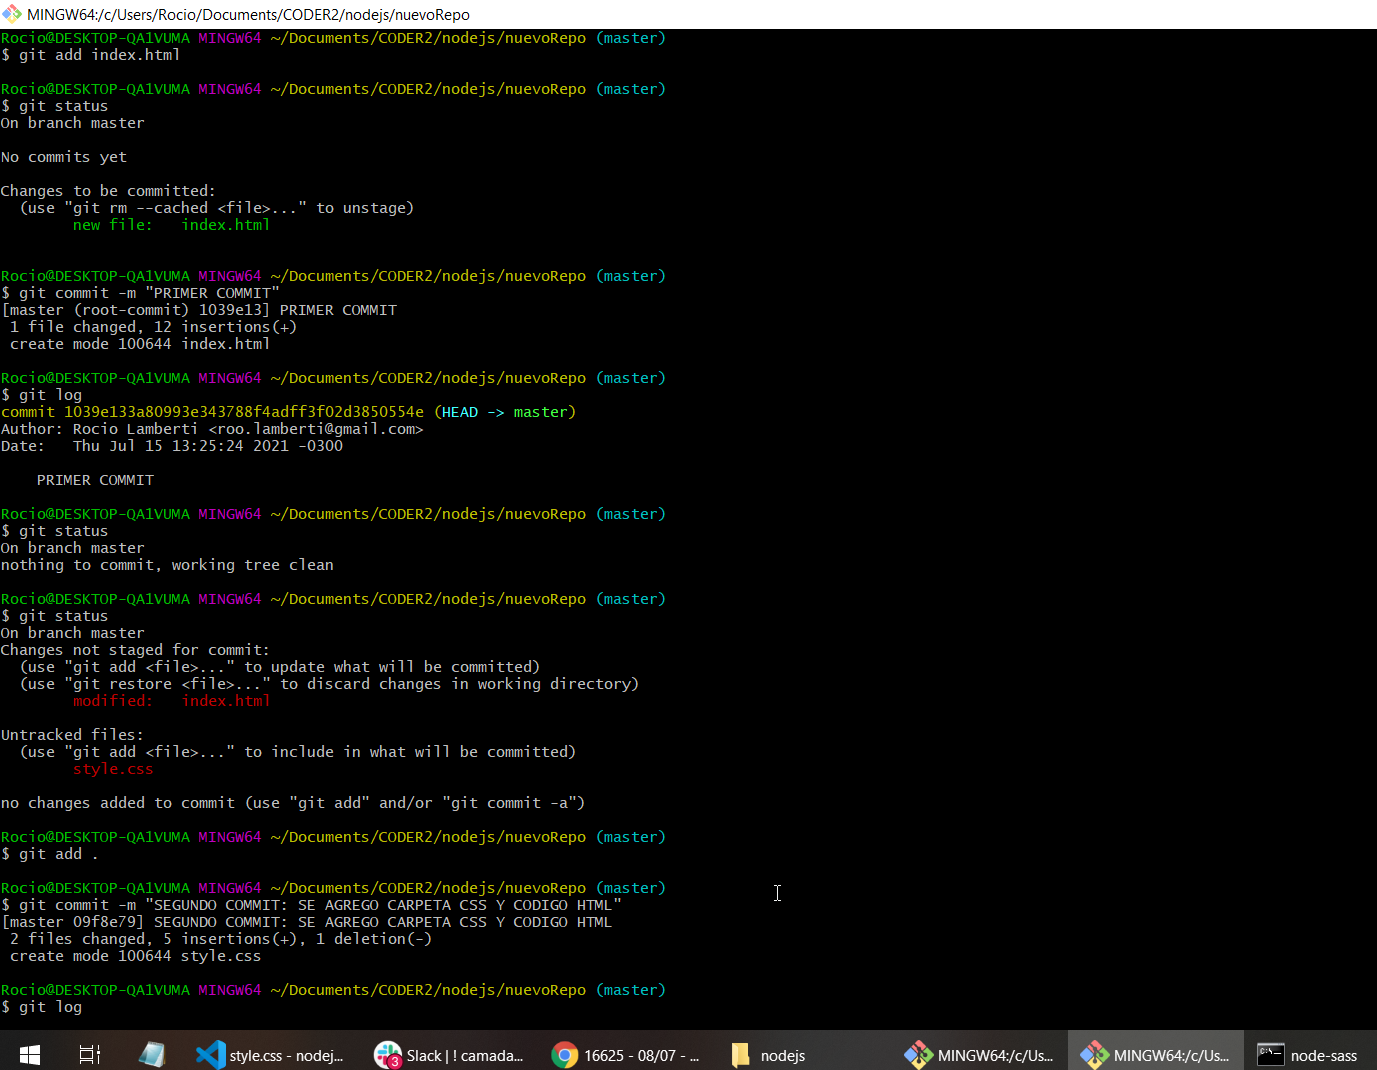 MINGW64:/c/Users/Rocio/Documents/CODER2/nodejs/nuevoRepo
Rocio@DESKTOP-QA1VUMA MINGW64 ~/Documents/CODER2/nodejs/nuevoRepo (master)
$ git add index.html
Rocio@DESKTOP-QA1VUMA MINGW64 ~/Documents/CODER2/nodejs/nuevoRepo (master)
$ git status
On branch master
No commits yet
Changes to be committed:
  (use "git rm --cached <file>..." to unstage)
        new file:   index.html
Rocio@DESKTOP-QA1VUMA MINGW64 ~/Documents/CODER2/nodejs/nuevoRepo (master)
$ git commit -m "PRIMER COMMIT"
[master (root-commit) 1039e13] PRIMER COMMIT
 1 file changed, 12 insertions(+)
 create mode 100644 index.html
Rocio@DESKTOP-QA1VUMA MINGW64 ~/Documents/CODER2/nodejs/nuevoRepo (master)
$ git log
commit 1039e133a80993e343788f4adff3f02d3850554e (HEAD -> master)
Author: Rocio Lamberti <roo.lamberti@gmail.com>
Date:   Thu Jul 15 13:25:24 2021 -0300
    PRIMER COMMIT
Rocio@DESKTOP-QA1VUMA MINGW64 ~/Documents/CODER2/nodejs/nuevoRepo (master)
$ git status
On branch master
nothing to commit, working tree clean
Rocio@DESKTOP-QA1VUMA MINGW64 ~/Documents/CODER2/nodejs/nuevoRepo (master)
$ git status
On branch master
Changes not staged for commit:
  (use "git add <file>..." to update what will be committed)
  (use "git restore <file>..." to discard changes in working directory)
        modified:   index.html
Untracked files:
  (use "git add <file>..." to include in what will be committed)
        style.css
no changes added to commit (use "git add" and/or "git commit -a")
Rocio@DESKTOP-QA1VUMA MINGW64 ~/Documents/CODER2/nodejs/nuevoRepo (master)
$ git add .
Rocio@DESKTOP-QA1VUMA MINGW64 ~/Documents/CODER2/nodejs/nuevoRepo (master)
$ git commit -m "SEGUNDO COMMIT: SE AGREGO CARPETA CSS Y CODIGO HTML"
[master 09f8e79] SEGUNDO COMMIT: SE AGREGO CARPETA CSS Y CODIGO HTML
 2 files changed, 5 insertions(+), 1 deletion(-)
 create mode 100644 style.css
Rocio@DESKTOP-QA1VUMA MINGW64 ~/Documents/CODER2/nodejs/nuevoRepo (master)
$ git log
style.css - nodej... 3 Slack | ! camada... 16625 - 08/07 - ... nodejs MINGW64:/c/Us... MINGW64:/c/Us... node-sass